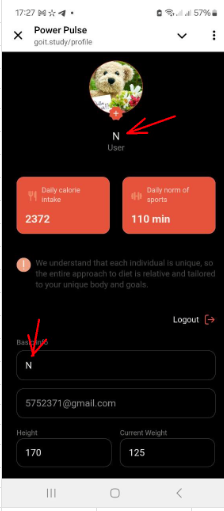 17:27
57%
Power Pulse
goit.study/profile
N
User
Daily calorie intake
2372
Daily norm of sports
110 min
We understand that each individual is unique, so
the entire approach to diet is relative and tailored
to your unique body and goals.
Logout
Basic info
N
5752371@gmail.com
Height
Current Weight
170
125